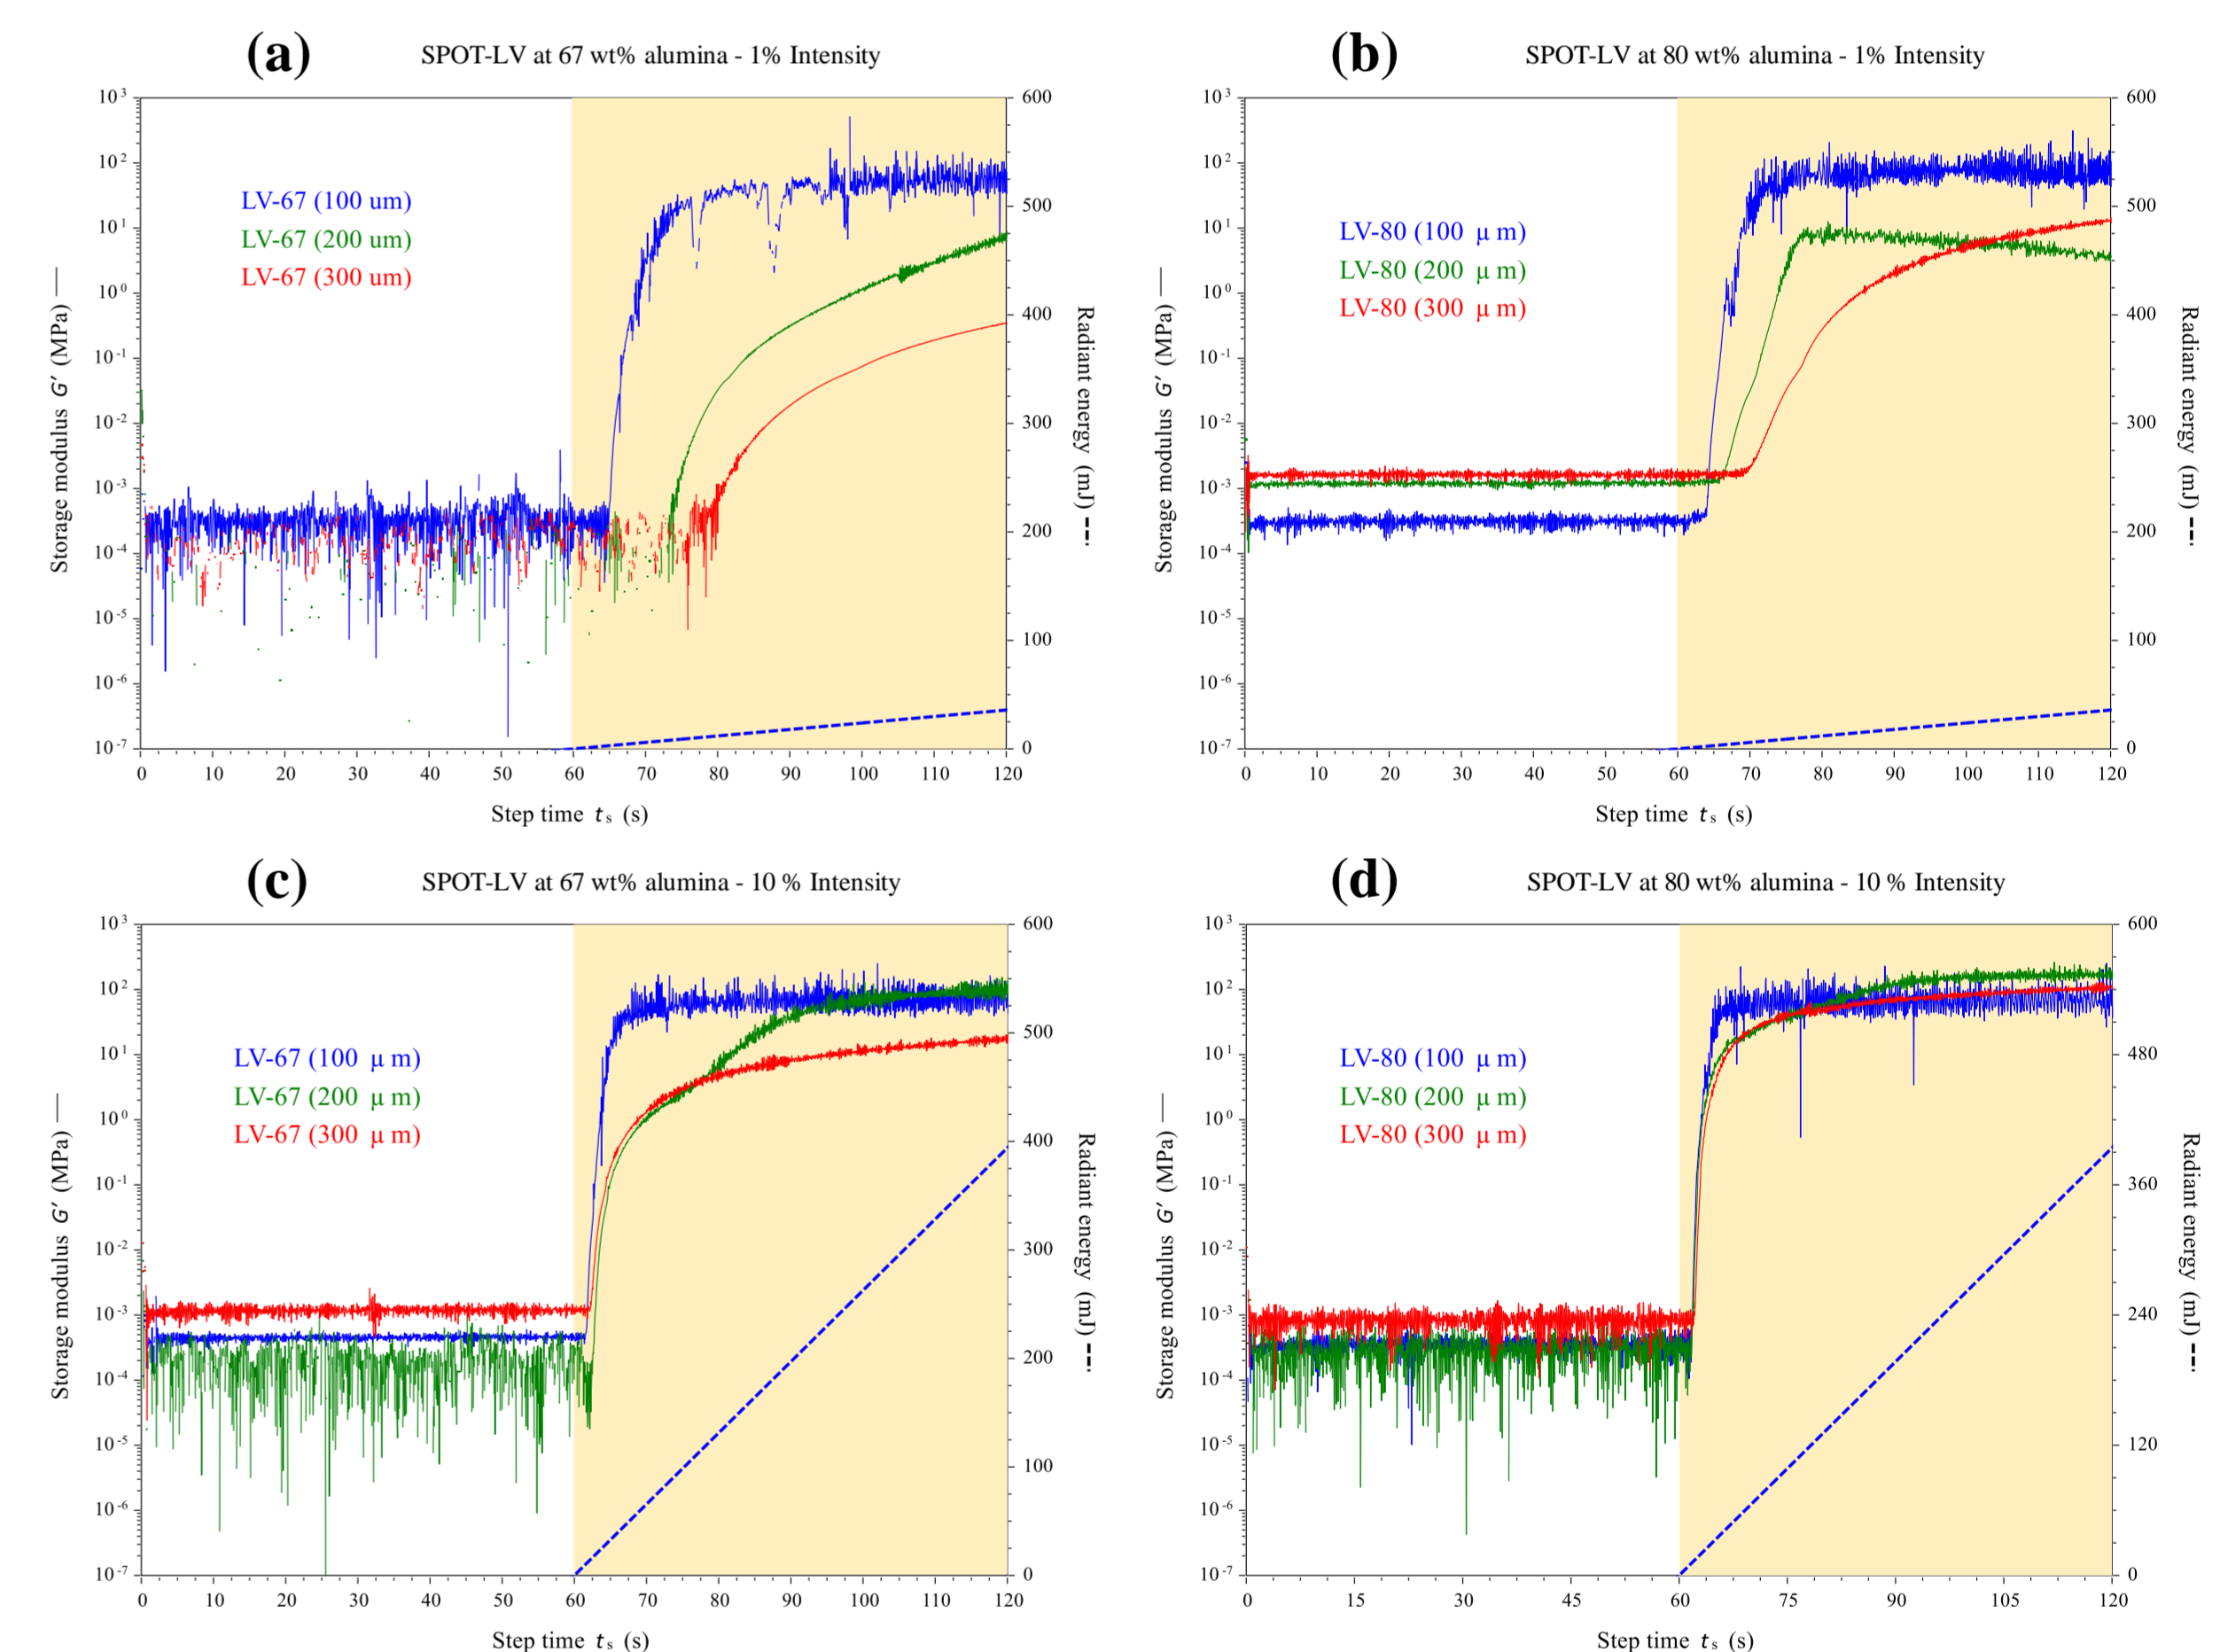 (a)
SPOT-LV at 67 wt% alumina - 1% Intensity
10³
10²
10¹
10⁰
10⁻¹
10⁻²
10⁻³
10⁻⁴
10⁻⁵
10⁻⁶
10⁻⁷
Storage modulus G′ (MPa)
LV-67 (100 um)
LV-67 (200 um)
LV-67 (300 um)
600
500
400
300
200
100
0
Radiant energy (mJ)
0 10 20 30 40 50 60 70 80 90 100 110 120
Step time tₛ (s)
(b)
SPOT-LV at 80 wt% alumina - 1% Intensity
10³
10²
10¹
10⁰
10⁻¹
10⁻²
10⁻³
10⁻⁴
10⁻⁵
10⁻⁶
10⁻⁷
Storage modulus G′ (MPa)
LV-80 (100 μ m)
LV-80 (200 μ m)
LV-80 (300 μ m)
600
500
400
300
200
100
0
Radiant energy (mJ)
0 10 20 30 40 50 60 70 80 90 100 110 120
Step time tₛ (s)
(c)
SPOT-LV at 67 wt% alumina - 10 % Intensity
10³
10²
10¹
10⁰
10⁻¹
10⁻²
10⁻³
10⁻⁴
10⁻⁵
10⁻⁶
10⁻⁷
Storage modulus G′ (MPa)
LV-67 (100 μ m)
LV-67 (200 μ m)
LV-67 (300 μ m)
600
500
400
300
200
100
0
Radiant energy (mJ)
0 10 20 30 40 50 60 70 80 90 100 110 120
Step time tₛ (s)
(d)
SPOT-LV at 80 wt% alumina - 10 % Intensity
10³
10²
10¹
10⁰
10⁻¹
10⁻²
10⁻³
10⁻⁴
10⁻⁵
10⁻⁶
10⁻⁷
Storage modulus G′ (MPa)
LV-80 (100 μ m)
LV-80 (200 μ m)
LV-80 (300 μ m)
600
480
360
240
120
0
Radiant energy (mJ)
0 15 30 45 60 75 90 105 120
Step time tₛ (s)